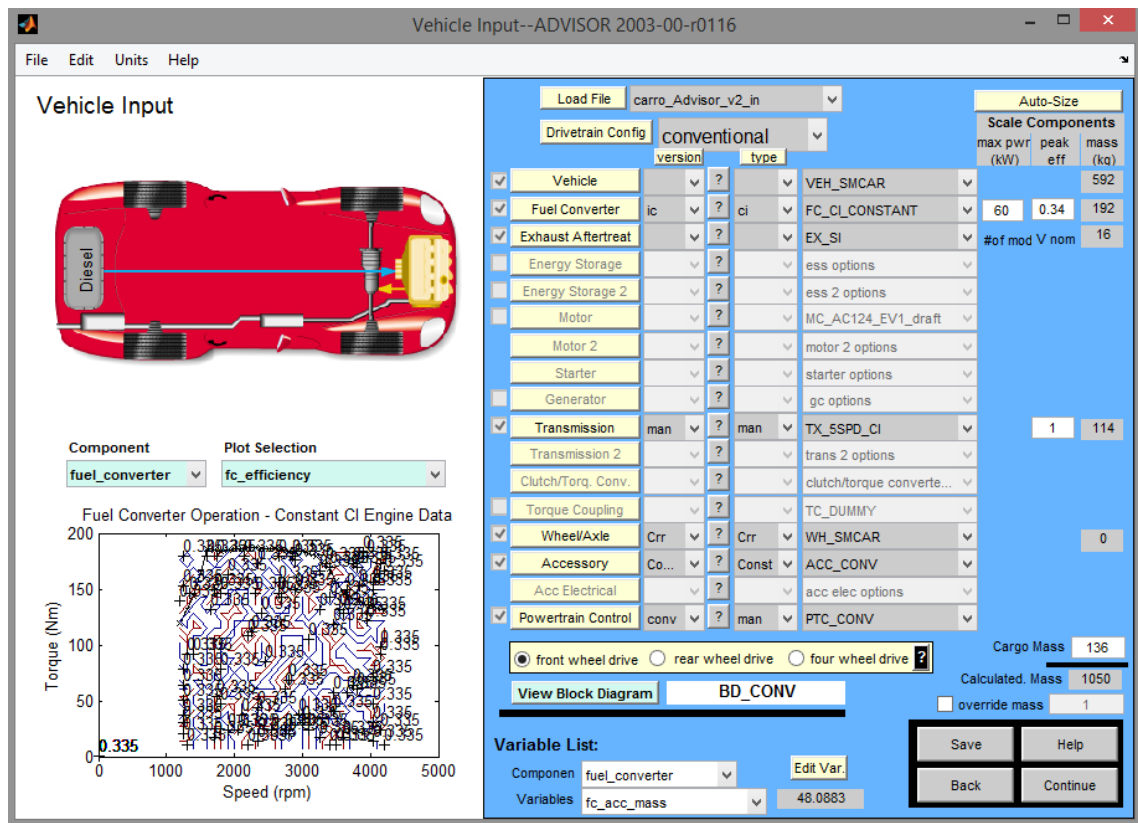 Vehicle Input--ADVISOR 2003-00-r0116
File Edit Units Help
Vehicle Input
Diesel
Component Plot Selection
fuel_converter fc_efficiency
Fuel Converter Operation - Constant CI Engine Data
200
150
100
50
0
Torque (Nm)
0.335
0 1000 2000 3000 4000 5000
Speed (rpm)
Load File carro_Advisor_v2_in Auto-Size
Drivetrain Config conventional Scale Components
version type max pwr (kW) peak eff mass (kg)
Vehicle ? VEH_SMCAR 592
Fuel Converter ic ? ci FC_CI_CONSTANT 60 0.34 192
Exhaust Aftertreat ? EX_SI #of mod V nom 16
Energy Storage ? ess options
Energy Storage 2 ? ess 2 options
Motor ? MC_AC124_EV1_draft
Motor 2 ? motor 2 options
Starter ? starter options
Generator ? gc options
Transmission man ? man TX_5SPD_CI 1 114
Transmission 2 ? trans 2 options
Clutch/Torq. Conv. ? clutch/torque converte...
Torque Coupling ? TC_DUMMY
Wheel/Axle Crr ? Crr WH_SMCAR 0
Accessory Co... ? Const ACC_CONV
Acc Electrical ? acc elec options
Powertrain Control conv ? man PTC_CONV
front wheel drive rear wheel drive four wheel drive ?
Cargo Mass 136
View Block Diagram BD_CONV
Calculated. Mass 1050
override mass 1
Variable List:
Componen fuel_converter Edit Var.
Variables fc_acc_mass 48.0883
Save Help
Back Continue